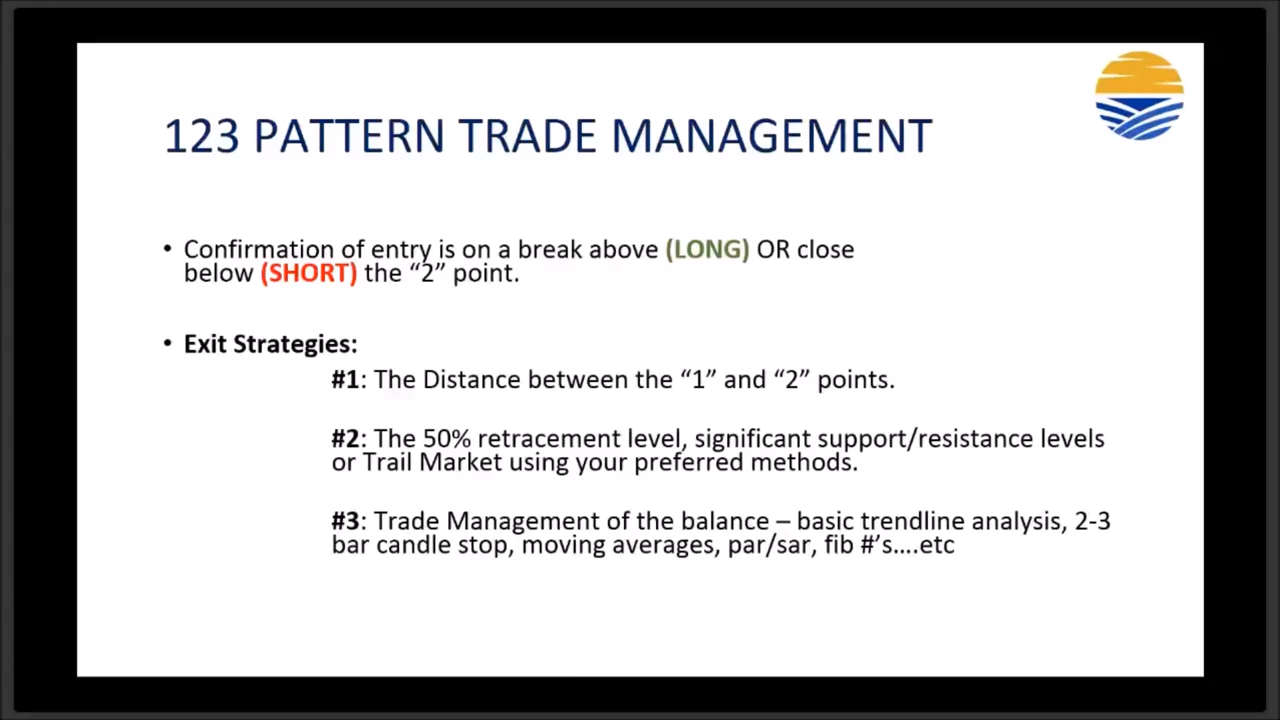 123 PATTERN TRADE MANAGEMENT
• Confirmation of entry is on a break above (LONG) OR close
below (SHORT) the “2” point.
• Exit Strategies:
#1: The Distance between the “1” and “2” points.
#2: The 50% retracement level, significant support/resistance levels
or Trail Market using your preferred methods.
#3: Trade Management of the balance – basic trendline analysis, 2-3
bar candle stop, moving averages, par/sar, fib #’s….etc